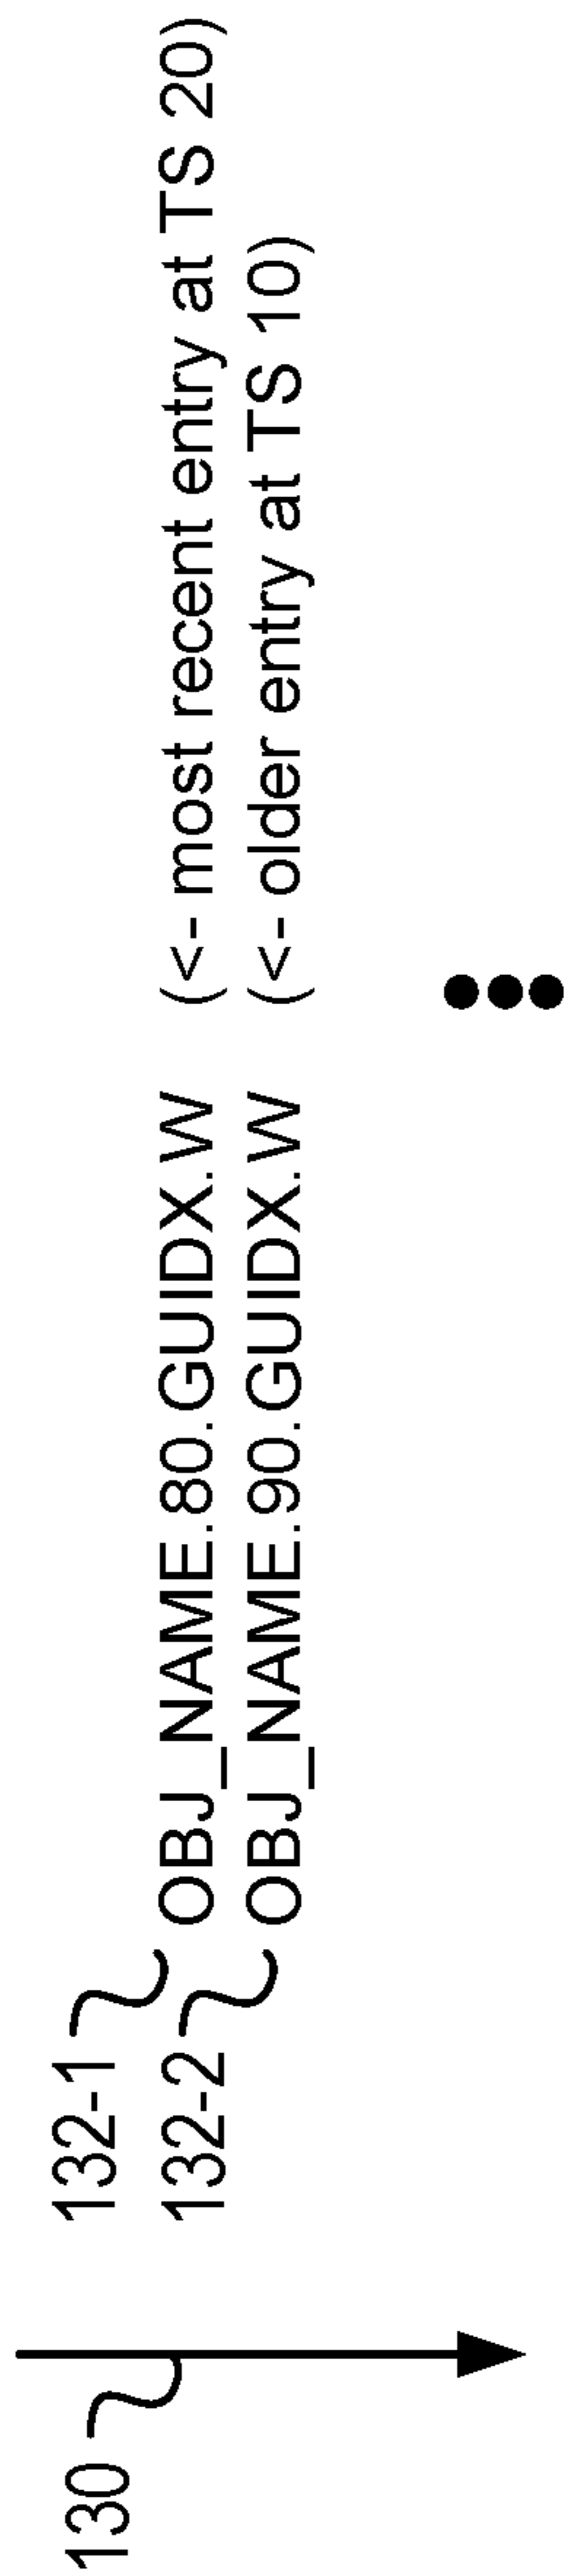 130
132-1
OBJ_NAME.80.GUIDX.W (<- most recent entry at TS 20)
132-2
OBJ_NAME.90.GUIDX.W (<- older entry at TS 10)